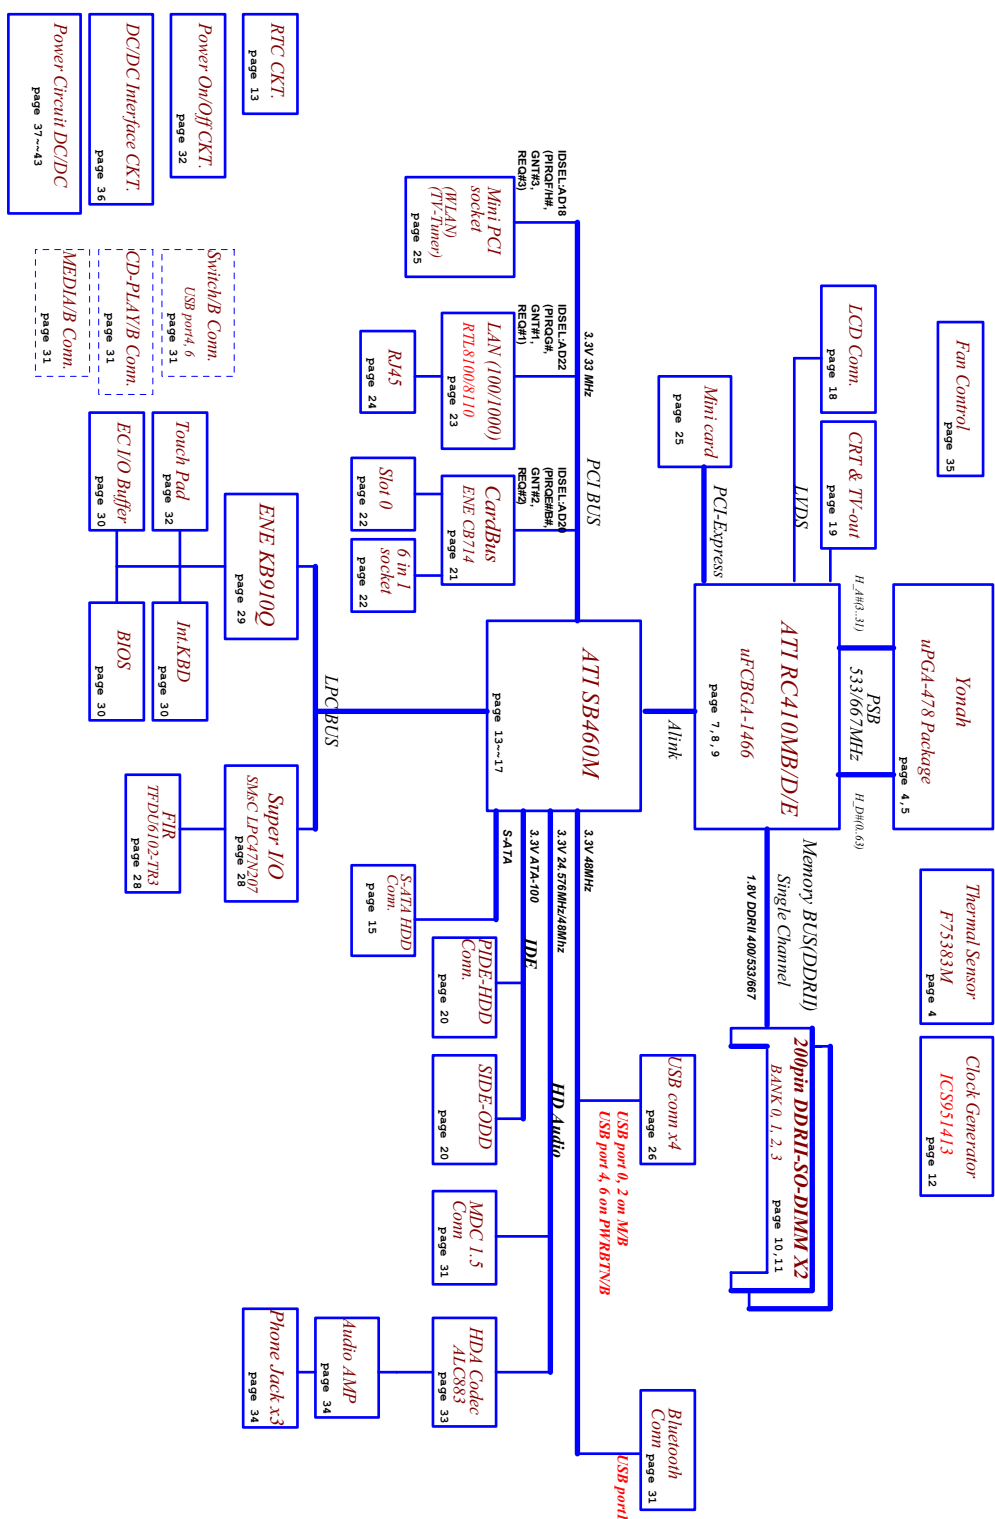 Fan Control
page 35
Yonah
uPGA-478 Package
page 4,5
Thermal Sensor
F75383M
page 4
Clock Generator
ICS951413
page 12
LCD Conn.
page 18
CRT & TV-out
page 19
H_A#(3..31)
PSB
533/667MHz
H_D#(0..63)
LVDS
Mini card
page 25
PCI-Express
ATI RC410MB/D/E
uFCBGA-1466
page 7,8,9
Memory BUS(DDRII)
Single Channel
1.8V DDRII 400/533/667
200pin DDRII-SO-DIMM X2
BANK 0, 1, 2, 3
page 10,11
Alink
USB conn x4
page 26
USB port 0, 2 on M/B
USB port 4, 6 on PWRBTN/B
Bluetooth
Conn
page 31
USB port1
3.3V 33 MHz
PCI BUS
IDSEL:AD18
(PIRQF/H#,
GNT#3,
REQ#3)
IDSEL:AD22
(PIRQG#,
GNT#1,
REQ#1)
IDSEL:AD20
(PIRQE#/B#,
GNT#2,
REQ#2)
Mini PCI
socket
(WLAN)
(TV-Tuner)
page 25
LAN (100/1000)
RTL8100/8110
page 23
CardBus
ENE CB714
page 21
RJ45
page 24
Slot 0
page 22
6 in 1
socket
page 22
ATI SB460M
page 13~~17
3.3V 48MHz
3.3V 24.576MHz/48Mhz
3.3V ATA-100
S-ATA
HD Audio
IDE
S-ATA HDD
Conn.
page 15
PIDE-HDD
Conn.
page 20
SIDE-ODD
page 20
MDC 1.5
Conn
page 31
HDA Codec
ALC883
page 33
Audio AMP
page 34
Phone Jack x3
page 34
LPC BUS
RTC CKT.
page 13
ENE KB910Q
page 29
Super I/O
SMsC LPC47N207
page 28
FIR
TFDU6102-TR3
page 28
Power On/Off CKT.
page 32
Switch/B Conn.
USB port4, 6
page 31
Touch Pad
page 32
Int.KBD
page 30
DC/DC Interface CKT.
page 36
CD-PLAY/B Conn.
page 31
EC I/O Buffer
page 30
BIOS
page 30
Power Circuit DC/DC
page 37~~43
MEDIA/B Conn.
page 31